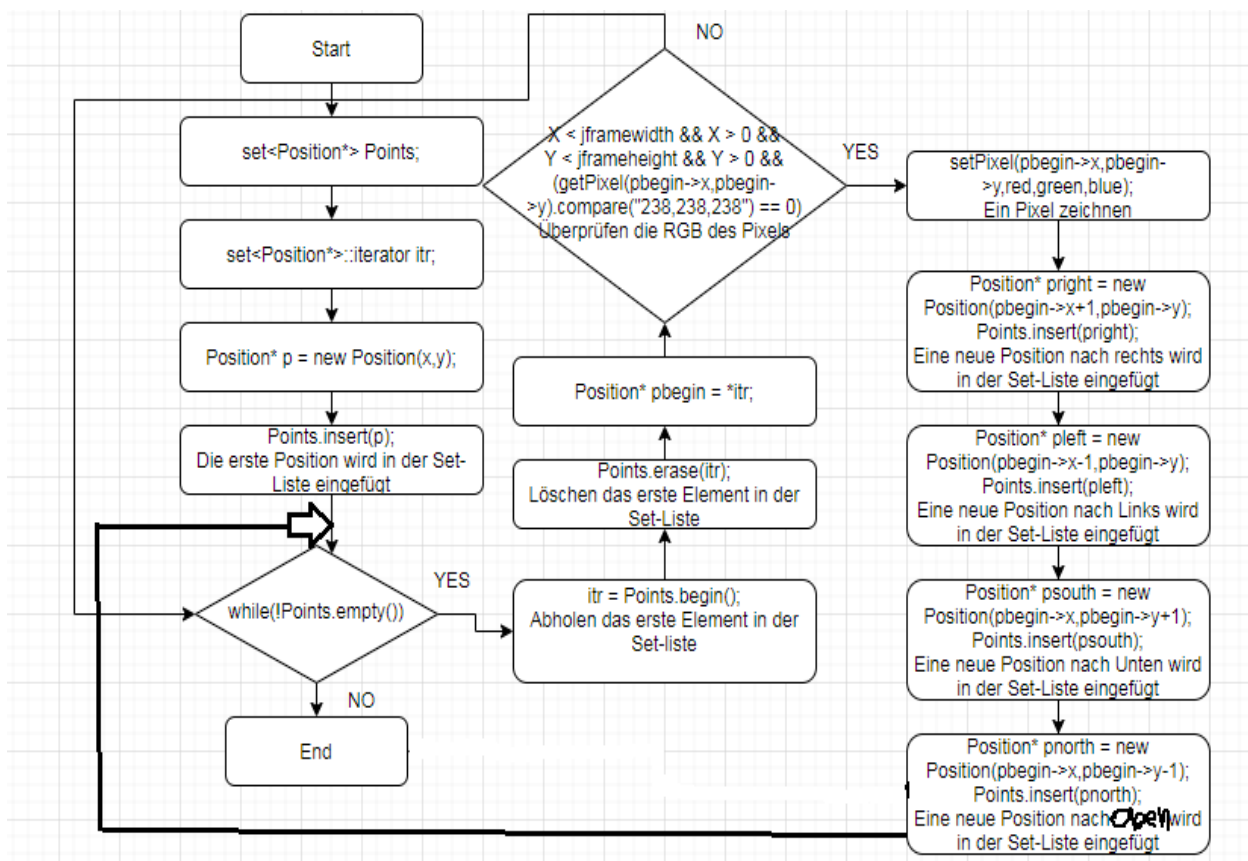 Start
set<Position*> Points;
set<Position*>::iterator itr;
Position* p = new Position(x,y);
Points.insert(p);
Die erste Position wird in der Set-
Liste eingefügt
while(!Points.empty())
YES
NO
End
itr = Points.begin();
Abholen das erste Element in der
Set-liste
Points.erase(itr);
Löschen das erste Element in der
Set-Liste
Position* pbegin = *itr;
X < jframewidth && X > 0 &&
Y < jframeheight && Y > 0 &&
(getPixel(pbegin->x,pbegin-
>y).compare("238,238,238") == 0)
Überprüfen die RGB des Pixels
NO
YES
setPixel(pbegin->x,pbegin-
>y,red,green,blue);
Ein Pixel zeichnen
Position* pright = new
Position(pbegin->x+1,pbegin->y);
Points.insert(pright);
Eine neue Position nach rechts wird
in der Set-Liste eingefügt
Position* pleft = new
Position(pbegin->x-1,pbegin->y);
Points.insert(pleft);
Eine neue Position nach Links wird
in der Set-Liste eingefügt
Position* psouth = new
Position(pbegin->x,pbegin->y+1);
Points.insert(psouth);
Eine neue Position nach Unten wird
in der Set-Liste eingefügt
Position* pnorth = new
Position(pbegin->x,pbegin->y-1);
Points.insert(pnorth);
Eine neue Position nach Open wird
in der Set-Liste eingefügt